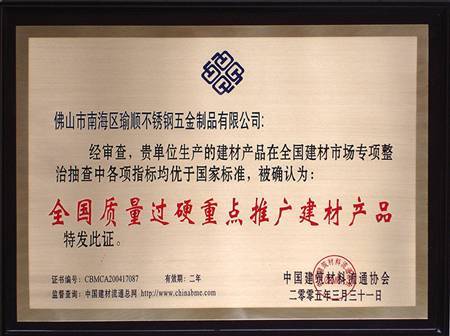 佛山市南海区瑜顺不锈钢五金制品有限公司:
经审查，贵单位生产的建材产品在全国建材市场专项整
治抽查中各项指标均优于国家标准，被确认为：
全国质量过硬重点推广建材产品
特发此证。
证书编号：CBMCA200417087 有效期：二年
监督查询：中国建材流通总网 http://www.chinabme.com
中国建筑材料流通协会
二〇〇五年三月三十一日